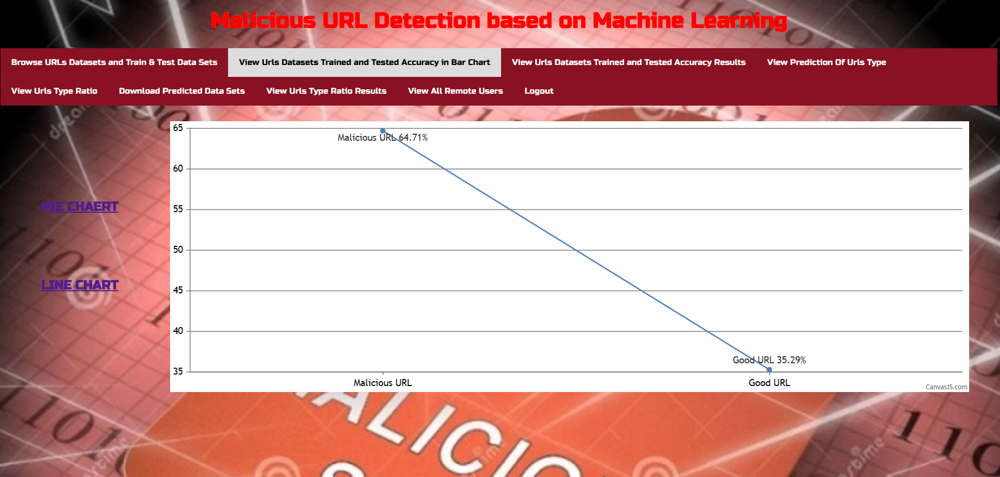 Malicious URL Detection based on Machine Learning
Browse URLs Datasets and Train & Test Data Sets View Urls Datasets Trained and Tested Accuracy in Bar Chart View Urls Datasets Trained and Tested Accuracy Results View Prediction Of Urls Type
View Urls Type Ratio Download Predicted Data Sets View Urls Type Ratio Results View All Remote Users Logout
PIE CHAERT
LINE CHART
65
60
55
50
45
40
35
Malicious URL 64.71%
Good URL 35.29%
Malicious URL Good URL
CanvasJS.com